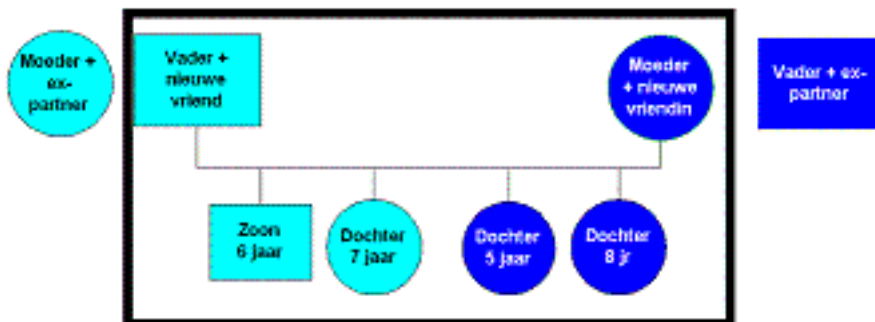 Moeder +
ex-
partner
Vader +
nieuwe
vriend
Moeder
+ nieuwe
vriendin
Vader + ex-
partner
Zoon
6 jaar
Dochter
7 jaar
Dochter
5 jaar
Dochter
8 jr